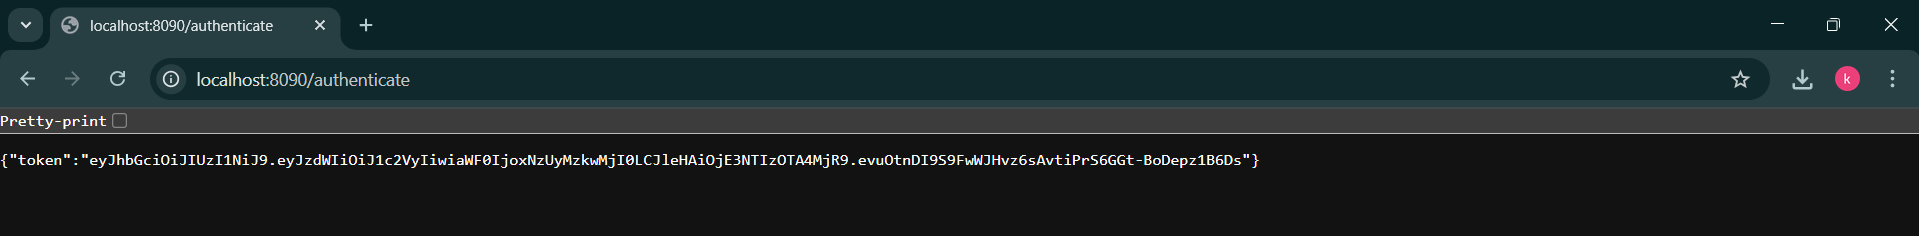 localhost:8090/authenticate
localhost:8090/authenticate
k
Pretty-print
{"token":"eyJhbGciOiJIUzI1NiJ9.eyJzdWIiOiJ1c2VyIiwiaWF0IjoxNzUyMzkwMjI0LCJleHAiOjE3NTIzOTA4MjR9.evuOtnDI9S9FwWJHvz6sAvtiPrS6GGt-BoDepz1B6Ds"}